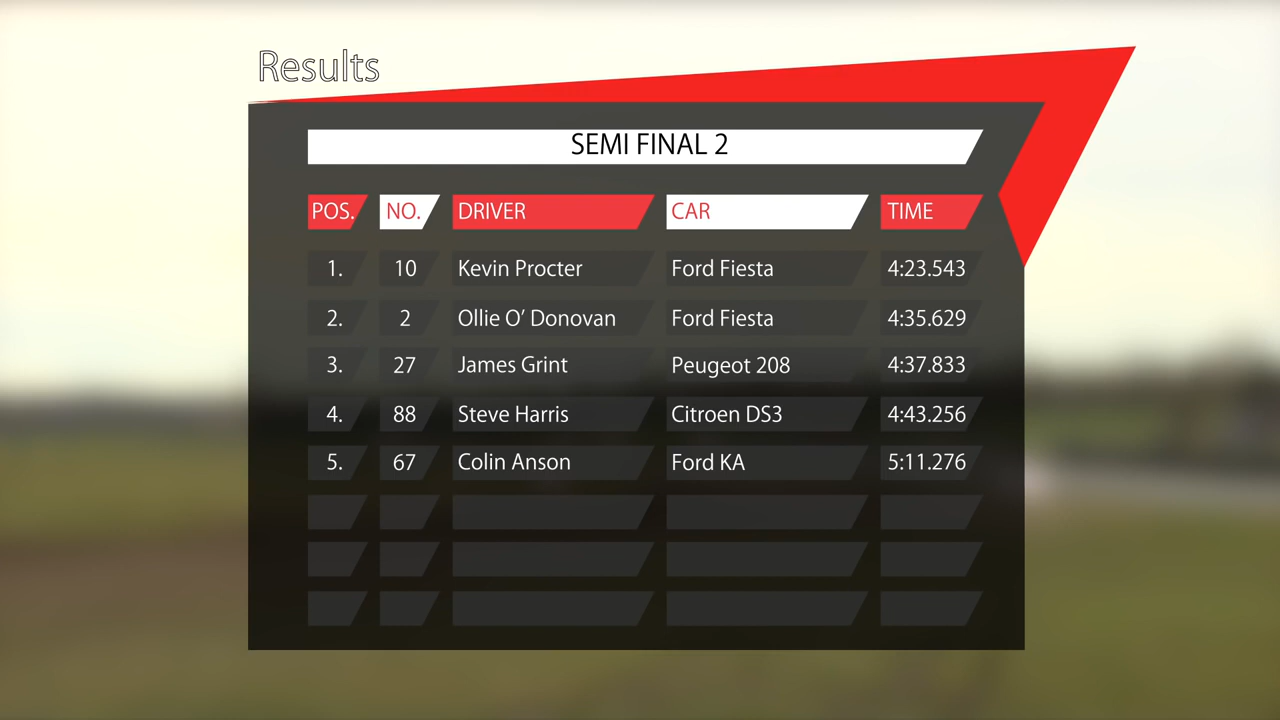 Results
SEMI FINAL 2
POS. NO. DRIVER CAR TIME
1. 10 Kevin Procter Ford Fiesta 4:23.543
2. 2 Ollie O’ Donovan Ford Fiesta 4:35.629
3. 27 James Grint Peugeot 208 4:37.833
4. 88 Steve Harris Citroen DS3 4:43.256
5. 67 Colin Anson Ford KA 5:11.276